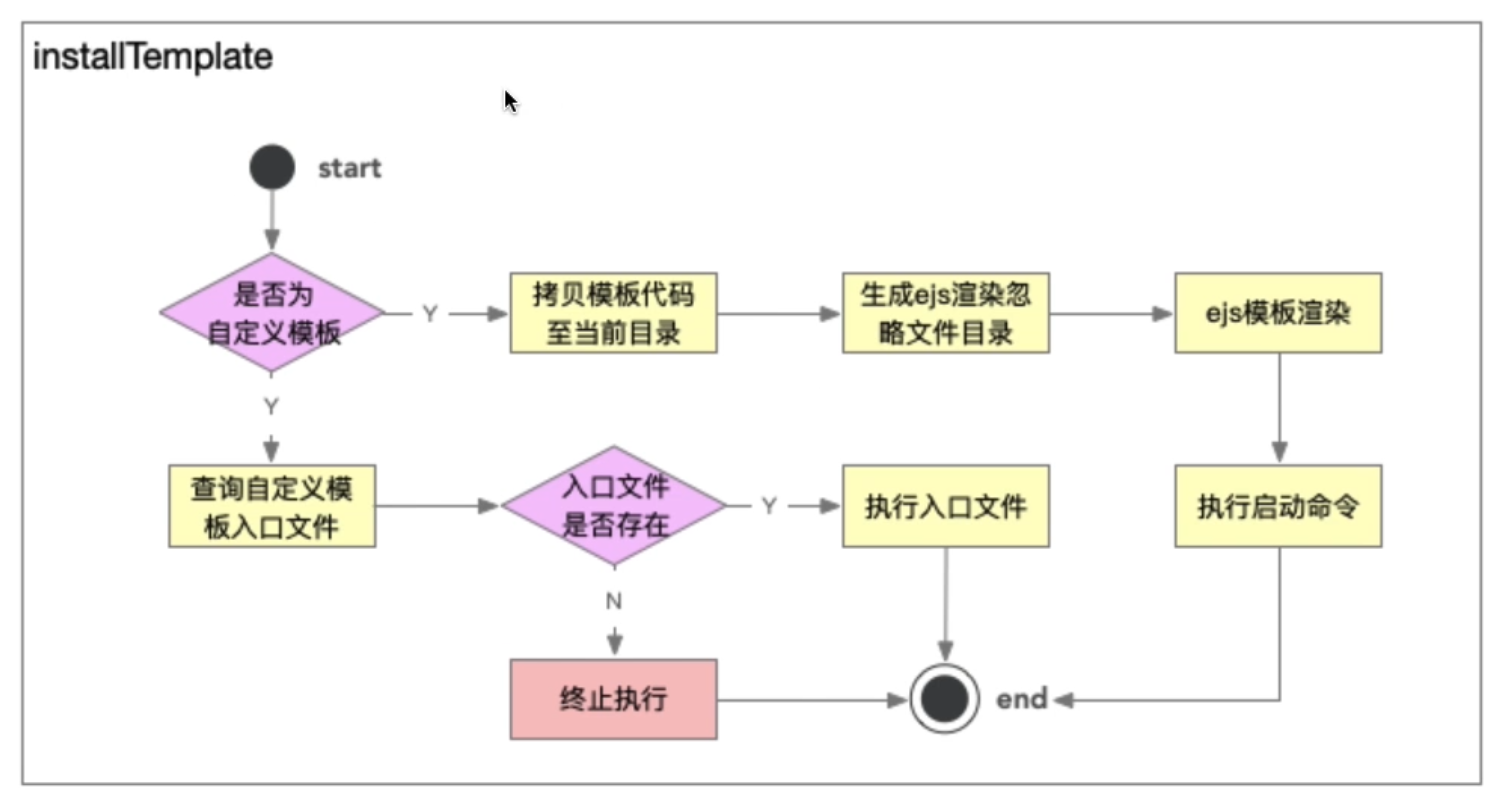 installTemplate
start
是否为
自定义模板
Y
拷贝模板代码
至当前目录
生成ejs渲染忽
略文件目录
ejs模板渲染
Y
查询自定义模
板入口文件
入口文件
是否存在
Y
执行入口文件
执行启动命令
N
终止执行
end